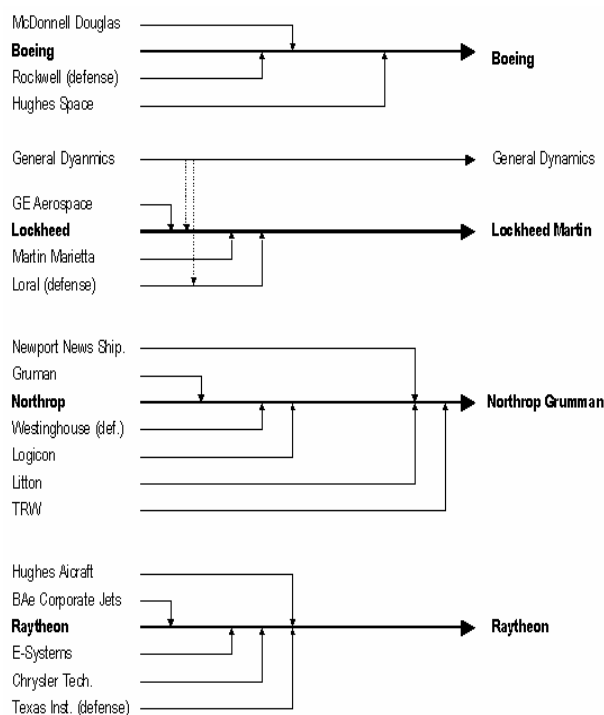 McDonnell Douglas
Boeing
Boeing
Rockwell (defense)
Hughes Space
General Dyanmics
General Dynamics
GE Aerospace
Lockheed
Lockheed Martin
Martin Marietta
Loral (defense)
Newport News Ship.
Gruman
Northrop
Northrop Grumman
Westinghouse (def.)
Logicon
Litton
TRW
Hughes Aicraft
BAe Corporate Jets
Raytheon
Raytheon
E-Systems
Chrysler Tech.
Texas Inst. (defense)